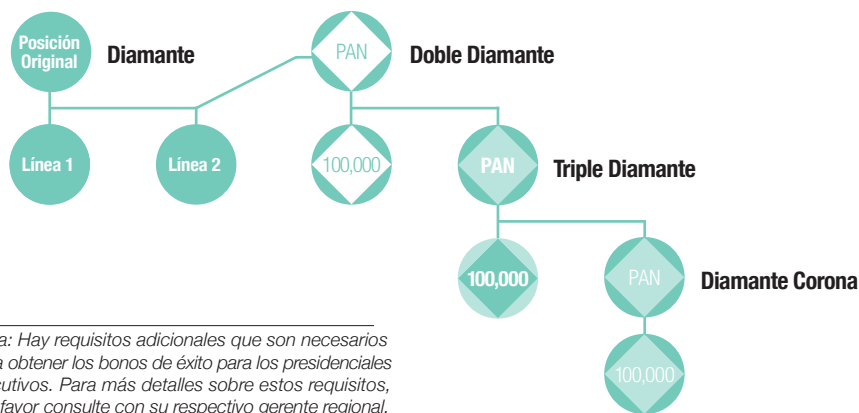 Posición
Original
Diamante
PAN
Doble Diamante
Línea 1
Línea 2
100,000
PAN
Triple Diamante
100,000
PAN
Diamante Corona
100,000
a: Hay requisitos adicionales que son necesarios
a obtener los bonos de éxito para los presidenciales
cutivos. Para más detalles sobre estos requisitos,
favor consulte con su respectivo gerente regional.